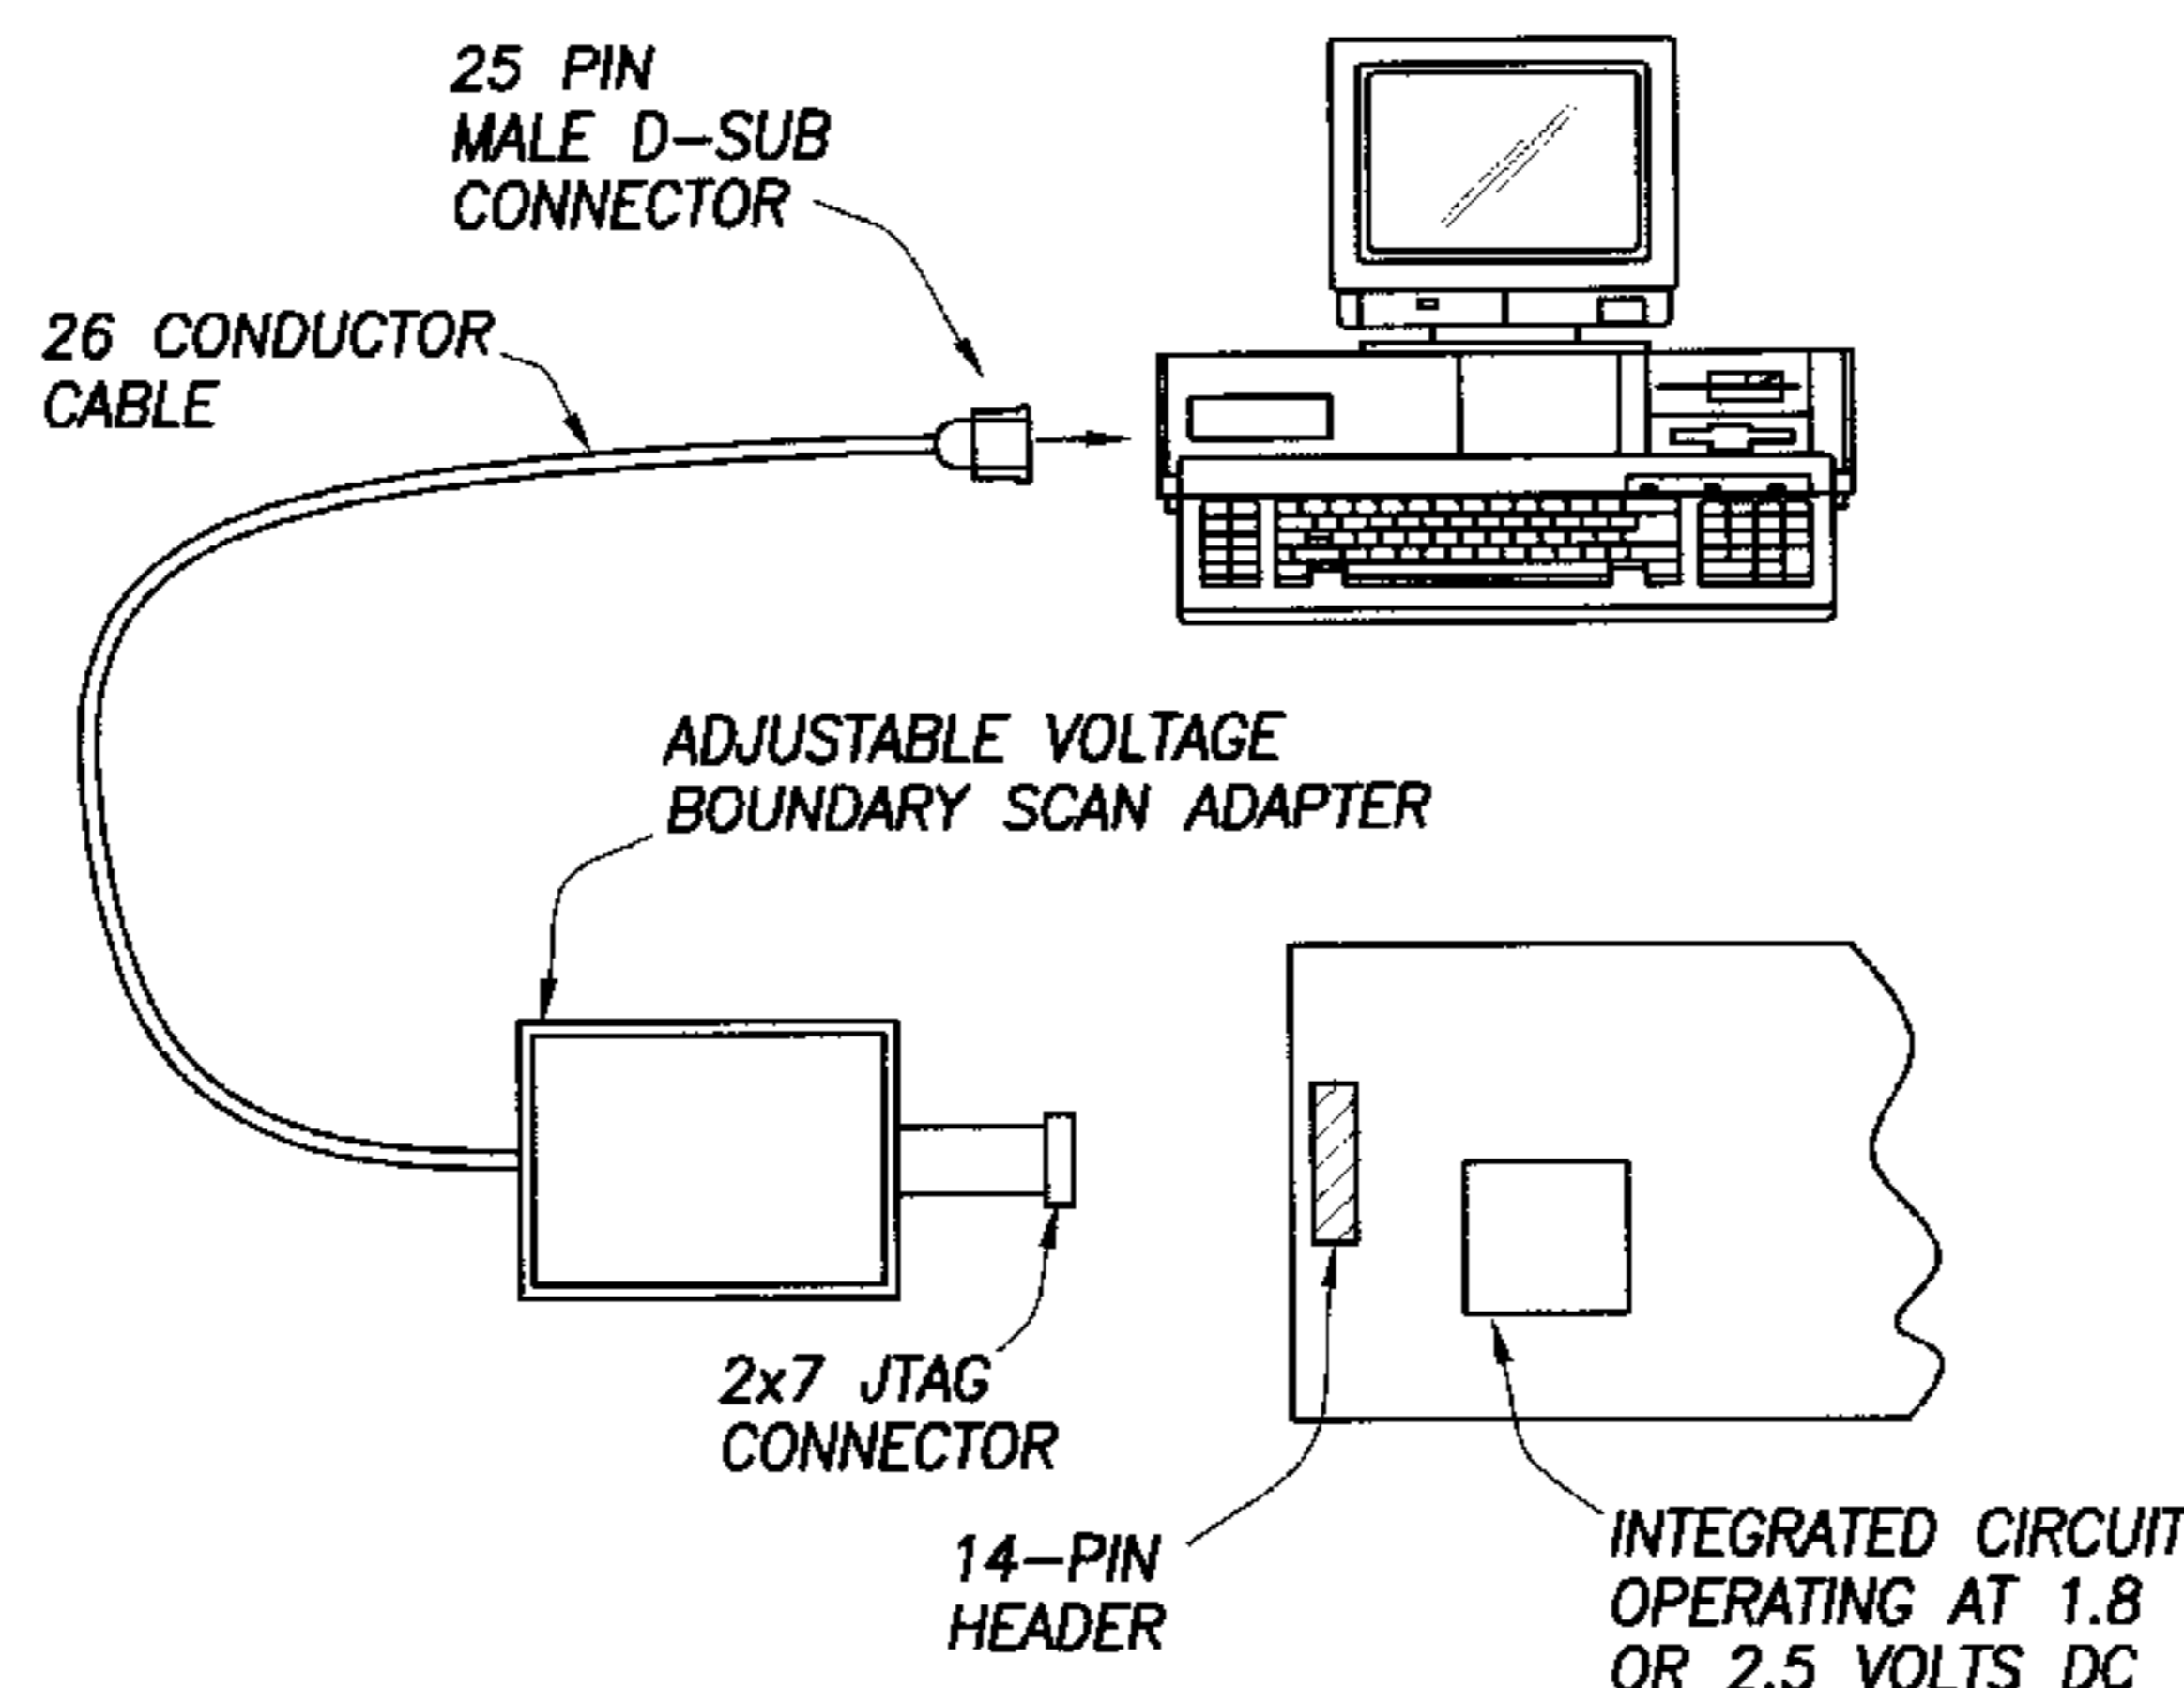 25 PIN
MALE D-SUB
CONNECTOR
26 CONDUCTOR
CABLE
ADJUSTABLE VOLTAGE
BOUNDARY SCAN ADAPTER
2x7 JTAG
CONNECTOR
14-PIN
HEADER
INTEGRATED CIRCUIT
OPERATING AT 1.8
OR 2.5 VOLTS DC